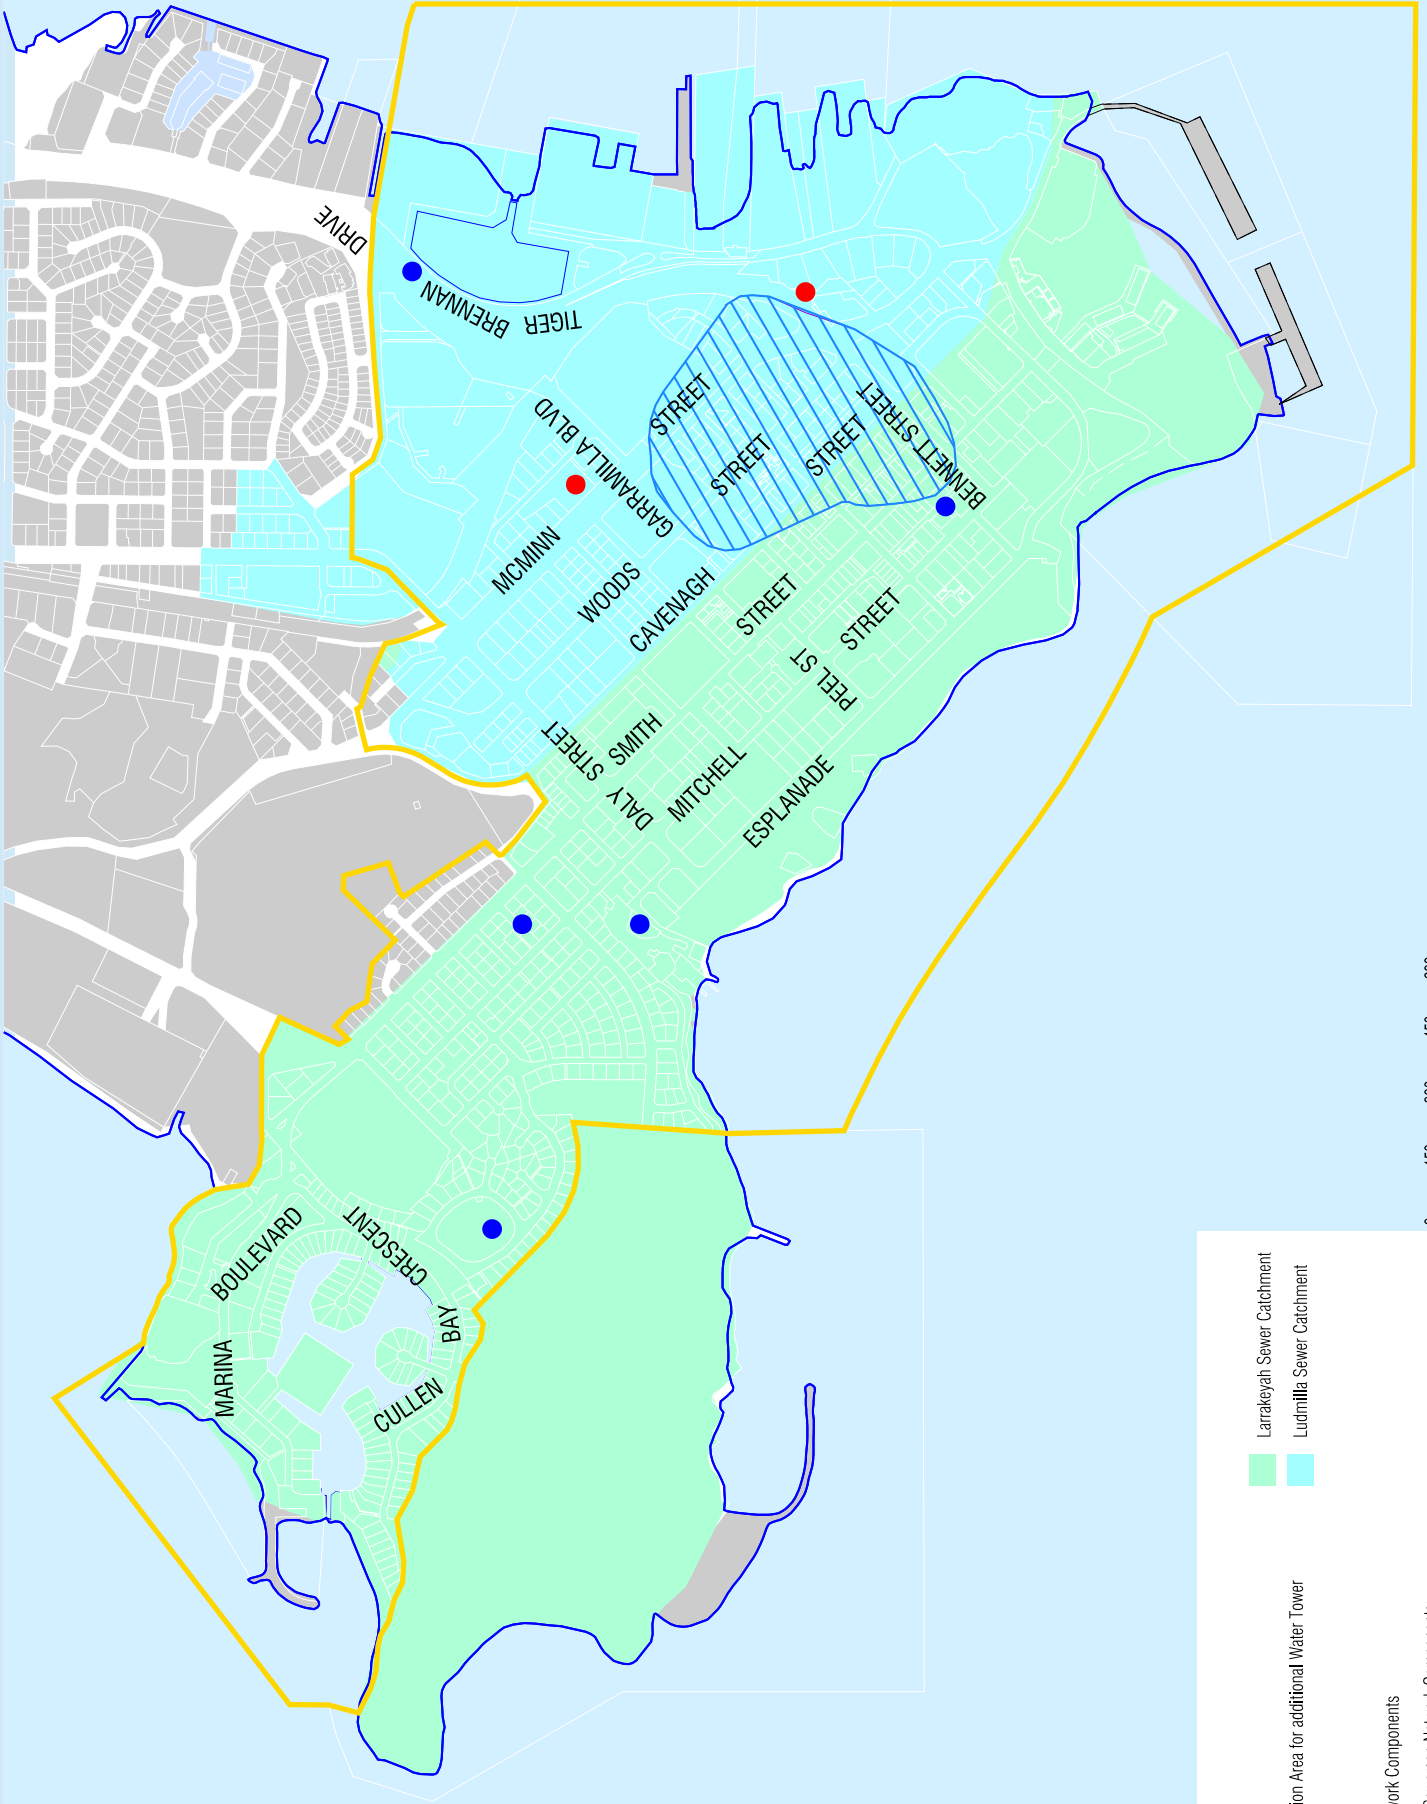 DRIVE
BRENNAN
TIGER
GARRAMILLA BLVD
STREET
STREET
STREET
BENNETT STREET
MCMINN
WOODS
CAVENAGH
STREET
STREET
PEEL ST
STREET
DALY
SMITH
MITCHELL
ESPLANADE
BOULEVARD
MARINA
CRESCENT
BAY
CULLEN
Larrakeyah Sewer Catchment
Ludmilla Sewer Catchment
Area for additional Water Tower
Components